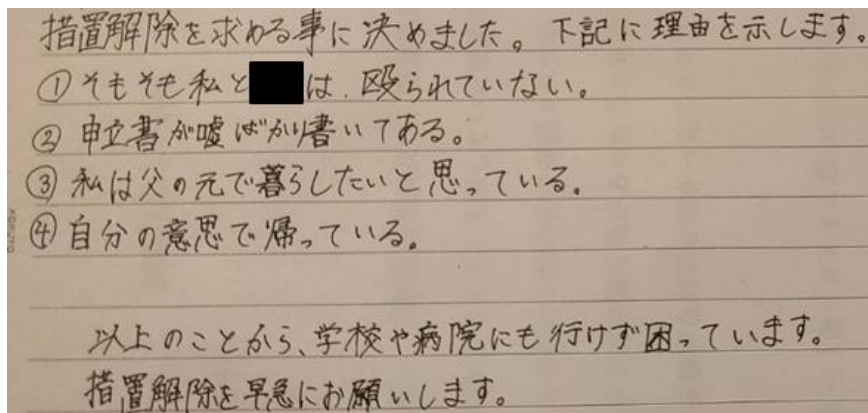 措置解除を求める事に決めました。下記に理由を示します。
①そもそも私と は、殴られていない。
②申立書が嘘ばかり書いてある。
③私は父の元で暮らしたいと思っている。
④自分の意思で帰っている。
以上のことから、学校や病院にも行けず困っています。
措置解除を早急にお願いします。